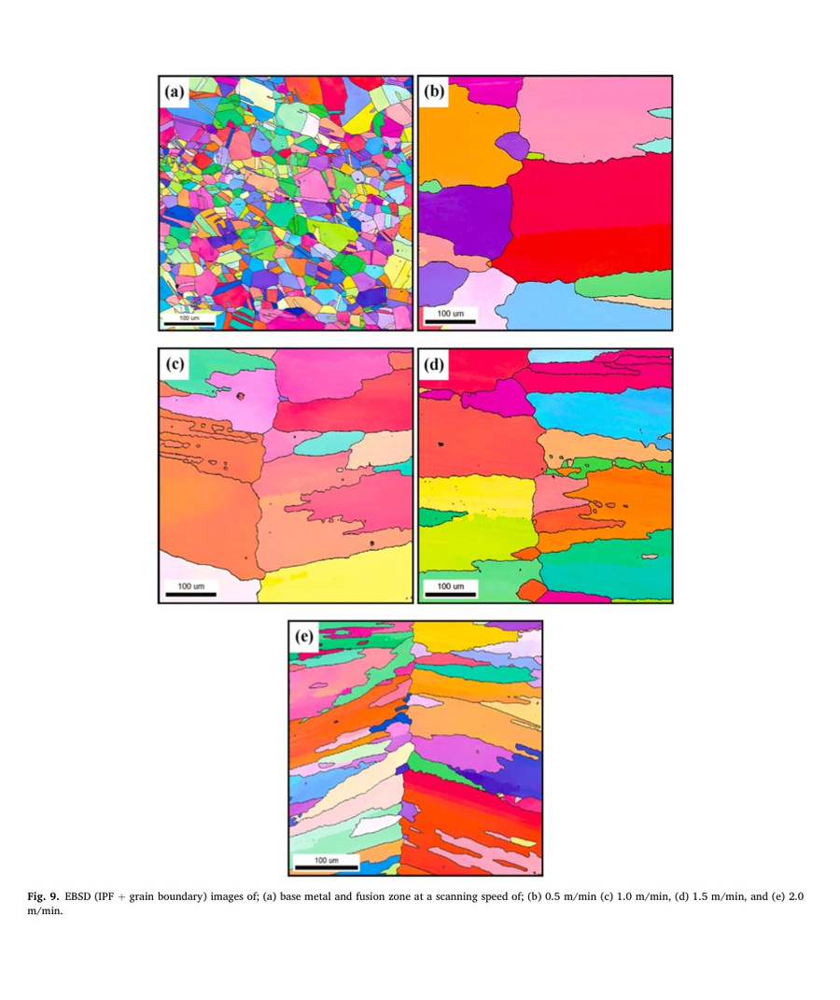 (a)
(b)
100 um
100 um
(c)
(d)
100 um
100 um
(e)
100 um
Fig. 9. EBSD (IPF + grain boundary) images of; (a) base metal and fusion zone at a scanning speed of; (b) 0.5 m/min (c) 1.0 m/min, (d) 1.5 m/min, and (e) 2.0
m/min.